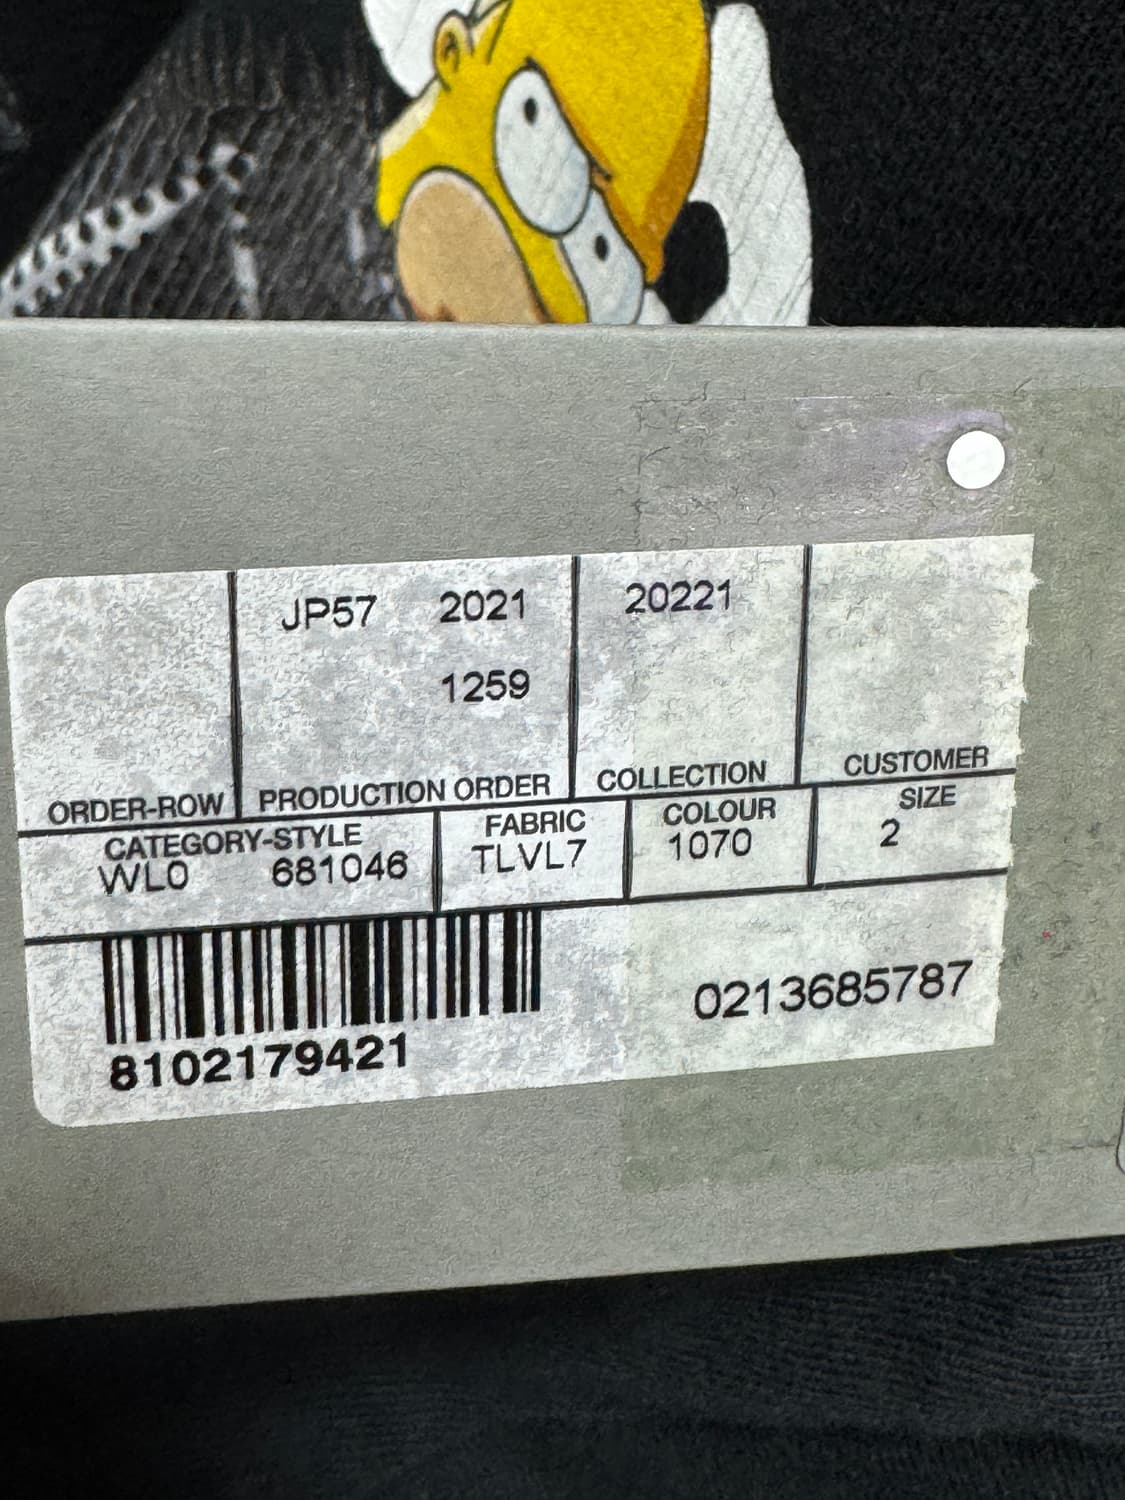 JP57 2021 20221
1259
ORDER-ROW PRODUCTION ORDER COLLECTION CUSTOMER
CATEGORY-STYLE FABRIC COLOUR SIZE
WL0 681046 TLVL7 1070 2
8102179421 0213685787